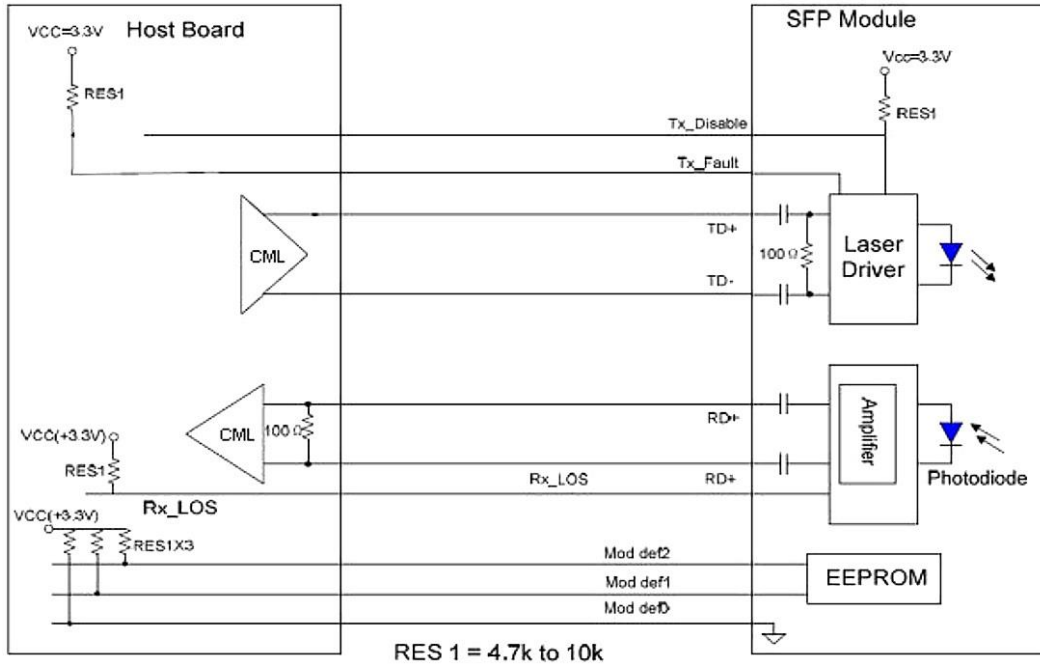 Host Board
SFP Module
VCC=3.3V
Vcc=3.3V
RES1
RES1
Tx_Disable
Tx_Fault
CML
TD+
100Ω
TD-
Laser
Driver
CML
100Ω
RD+
RD+
Amplifier
Photodiode
VCC(+3.3V)
RES1
Rx_LOS
Rx_LOS
VCC(+3.3V)
RES1X3
Mod def2
Mod def1
Mod def0
EEPROM
RES 1 = 4.7k to 10k